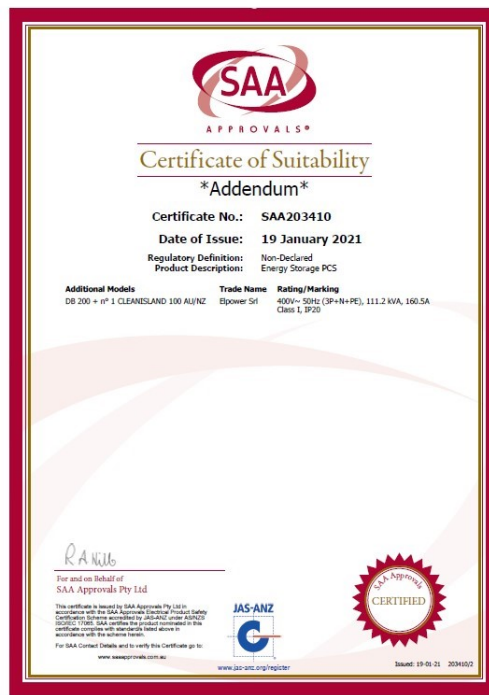 SAA
APPROVALS®
Certificate of Suitability
*Addendum*
Certificate No.: SAA203410
Date of Issue: 19 January 2021
Regulatory Definition: Non-Declared
Product Description: Energy Storage PCS
Additional Models Trade Name Rating/Marking
DB 200 + n° 1 CLEANISLAND 100 AU/NZ Elpower Srl 400V~ 50Hz (3P+N+PE), 111.2 kVA, 160.5A
Class I, IP20
For and on Behalf of
SAA Approvals Pty Ltd
This certificate is issued by SAA Approvals Pty Ltd in
accordance with the SAA Approvals Electrical Product Safety
Certification Scheme accredited by JAS-ANZ under AS/NZS
ISO/IEC 17065. SAA certifies the product nominated in this
certificate complies with standards listed above in
accordance with the scheme herein.
For SAA Contact Details and to verify this Certificate go to:
www.saaapprovals.com.au
JAS-ANZ
www.jas-anz.org/register
SAA Approvals
CERTIFIED
Issued: 19-01-21 203410/2